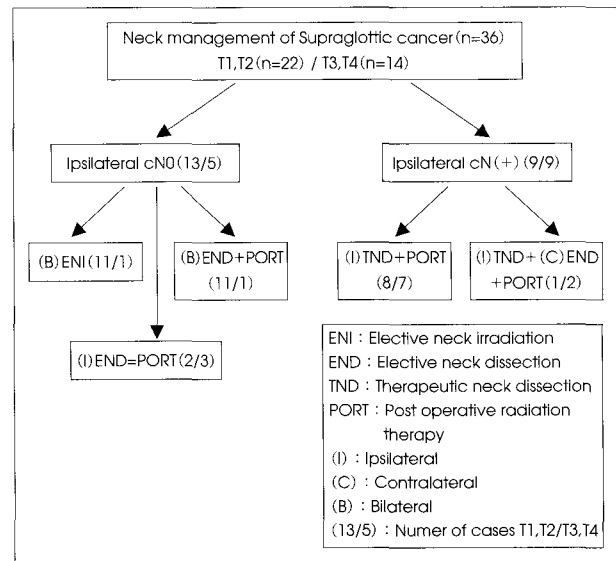 Neck management of Supraglottic cancer(n=36)
T1,T2(n=22) / T3,T4(n=14)
Ipsilateral cN0(13/5)
Ipsilateral cN(+)(9/9)
(B)ENI(11/1)
(B)END+PORT
(11/1)
(I)TND+PORT
(8/7)
(I)TND+(C)END
+PORT(1/2)
(I)END=PORT(2/3)
ENI : Elective neck irradiation
END : Elective neck dissection
TND : Therapeutic neck dissection
PORT : Post operative radiation
therapy
(I) : Ipsilateral
(C) : Contralateral
(B) : Bilateral
(13/5) : Numer of cases T1,T2/T3,T4